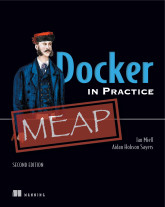 Docker
IN PRACTICE
MEAP
Ian Miell
Aidan Hobson Sayers
SECOND EDITION
MANNING